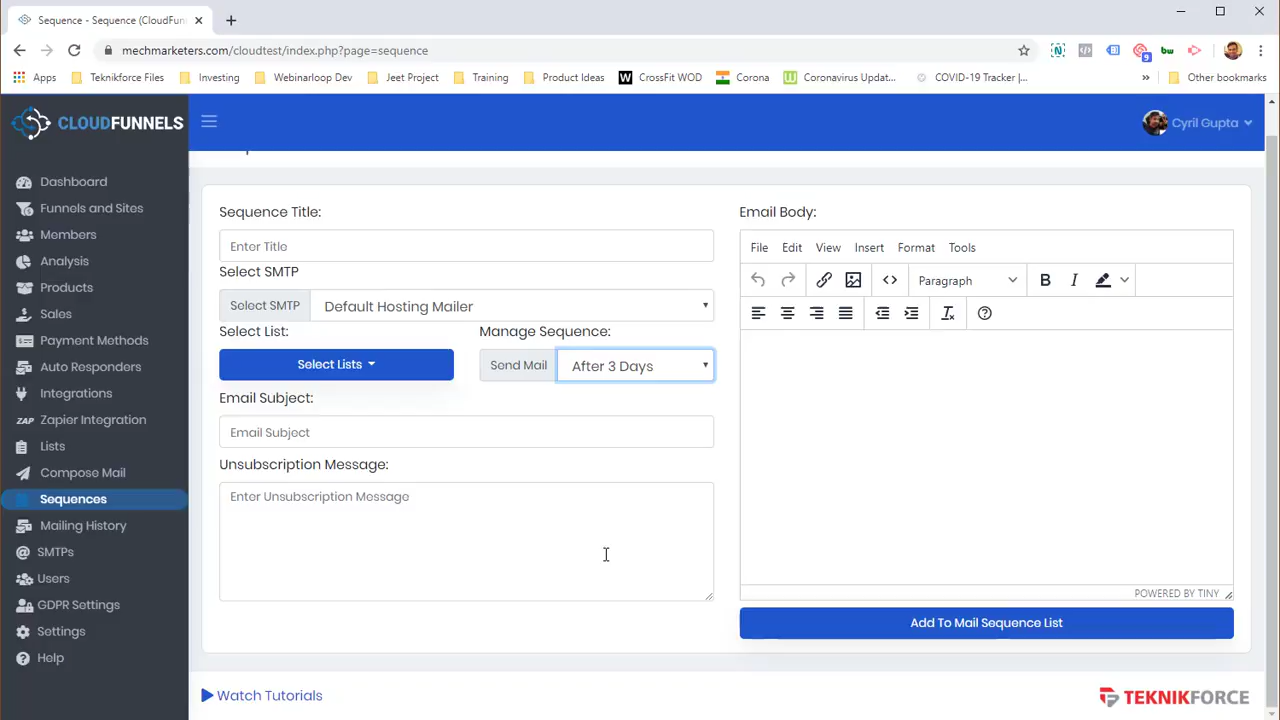 Sequence - Sequence (CloudFun
mechmarketers.com/cloudtest/index.php?page=sequence
9
bw
Apps
Teknikforce Files
Investing
Webinarloop Dev
Jeet Project
Training
Product Ideas
W CrossFit WOD
Corona
U Coronavirus Updat...
COVID-19 Tracker |...
»
Other bookmarks
CLOUDFUNNELS
Cyril Gupta
Dashboard
Funnels and Sites
Members
Analysis
Products
Sales
Payment Methods
Auto Responders
Integrations
ZAP Zapier Integration
Lists
Compose Mail
Sequences
Mailing History
@ SMTPs
Users
GDPR Settings
Settings
Help
Sequence Title:
Enter Title
Select SMTP
Select SMTP
Default Hosting Mailer
Select List:
Manage Sequence:
Select Lists
Send Mail
After 3 Days
Email Subject:
Email Subject
Unsubscription Message:
Enter Unsubscription Message
Email Body:
File Edit View Insert Format Tools
Paragraph
B I
POWERED BY TINY
Add To Mail Sequence List
Watch Tutorials
TEKNIKFORCE